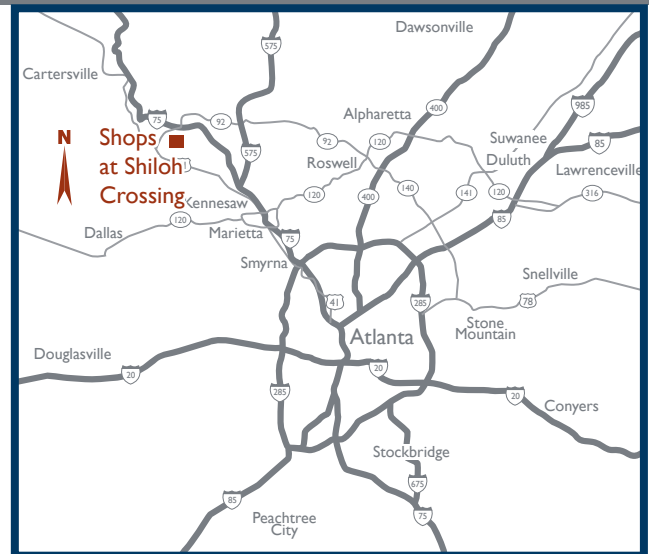 Dawsonville
575
Cartersville
400
985
75
92
Alpharetta
Suwanee
85
N
Shops
at Shiloh
Crossing
575
92
120
Duluth
Roswell
Lawrenceville
Kennesaw
120
400
140
141
120
316
120
Dallas
Marietta
75
85
Smyrna
Snellville
41
285
78
Stone
Mountain
Atlanta
Douglasville
20
20
285
20
Conyers
Stockbridge
675
85
75
Peachtree
City